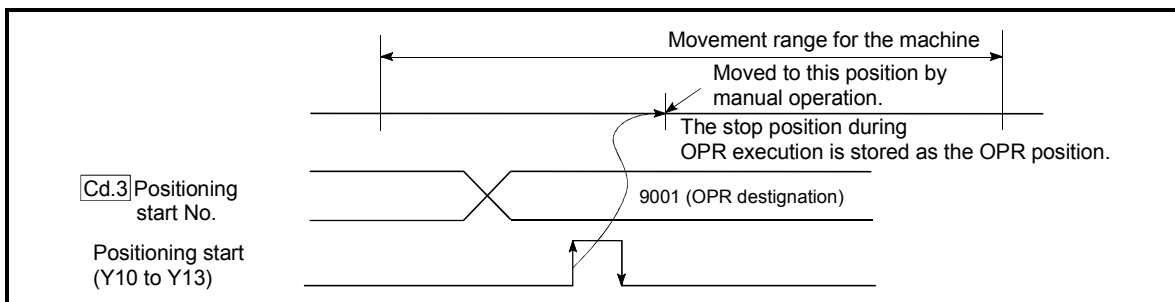 Movement range for the machine
Moved to this position by
manual operation.
The stop position during
OPR execution is stored as the OPR position.
Cd.3 Positioning
start No.
9001 (OPR destignation)
Positioning start
(Y10 to Y13)